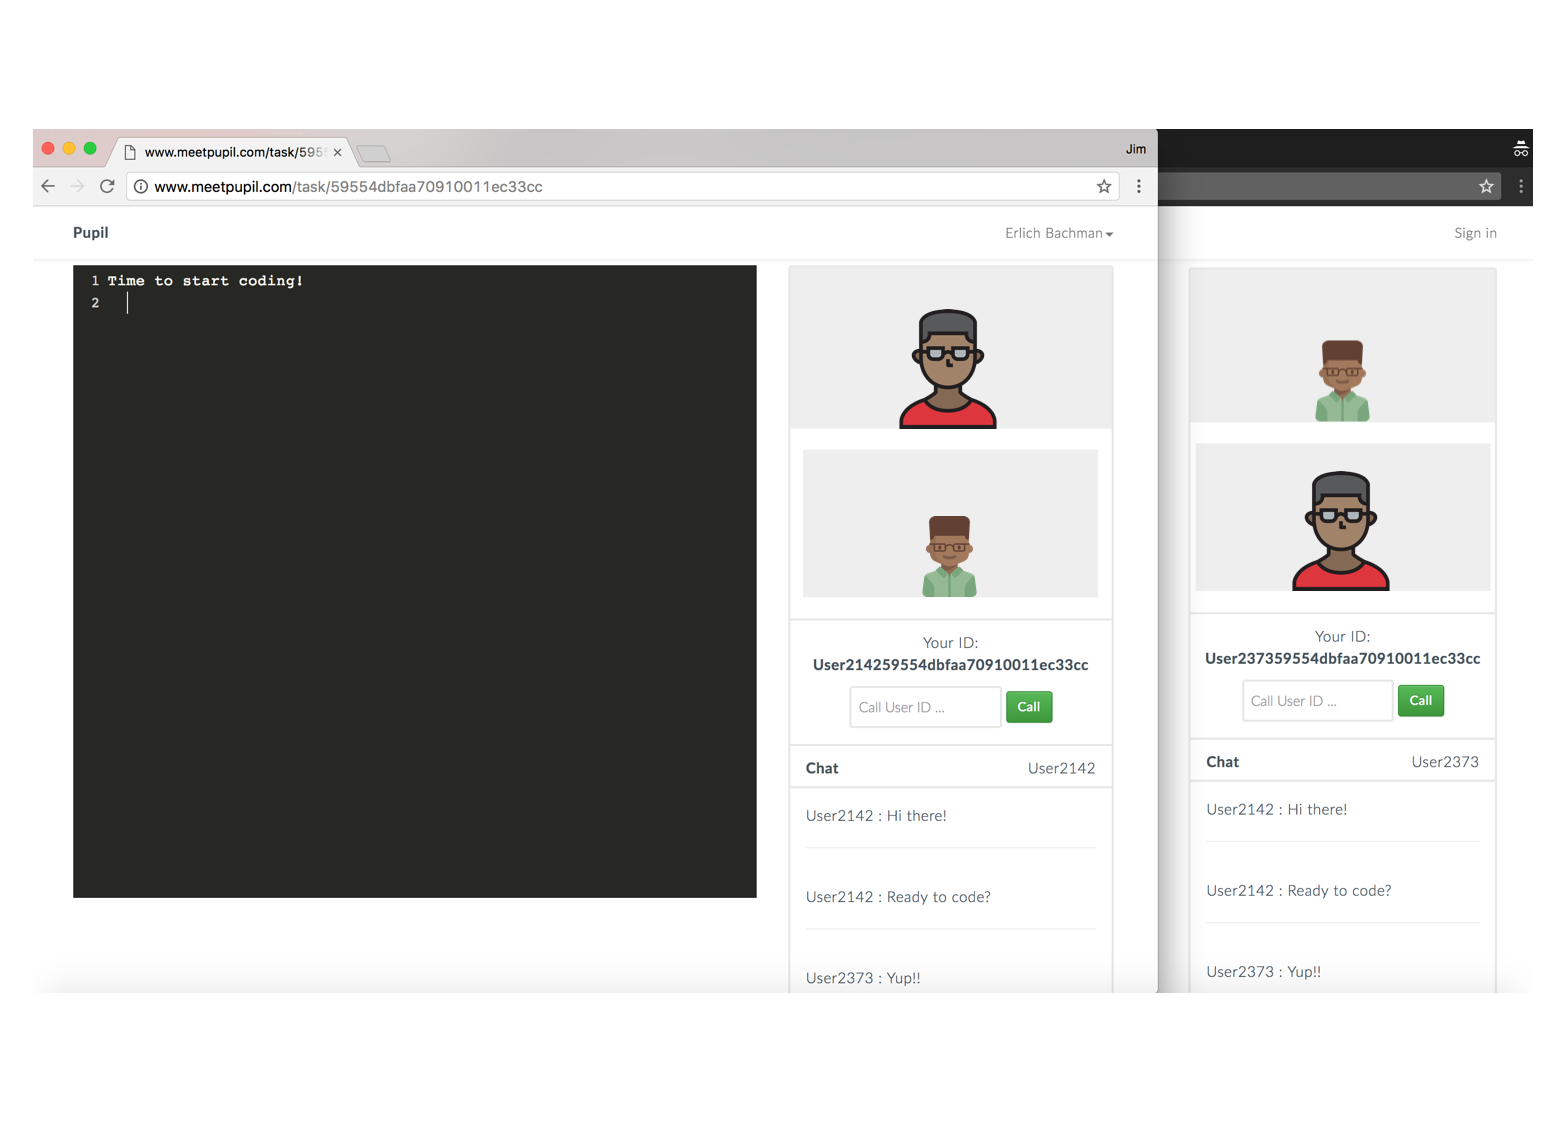 www.meetpupil.com/task/595
Jim
www.meetpupil.com/task/59554dbfaa70910011ec33cc
Pupil
Erlich Bachman
1 Time to start coding!
2
Your ID:
User214259554dbfaa70910011ec33cc
Call User ID ...
Call
Chat
User2142
User2142 : Hi there!
User2142 : Ready to code?
User2373 : Yup!!
Sign in
Your ID:
User237359554dbfaa70910011ec33cc
Call User ID ...
Call
Chat
User2373
User2142 : Hi there!
User2142 : Ready to code?
User2373 : Yup!!